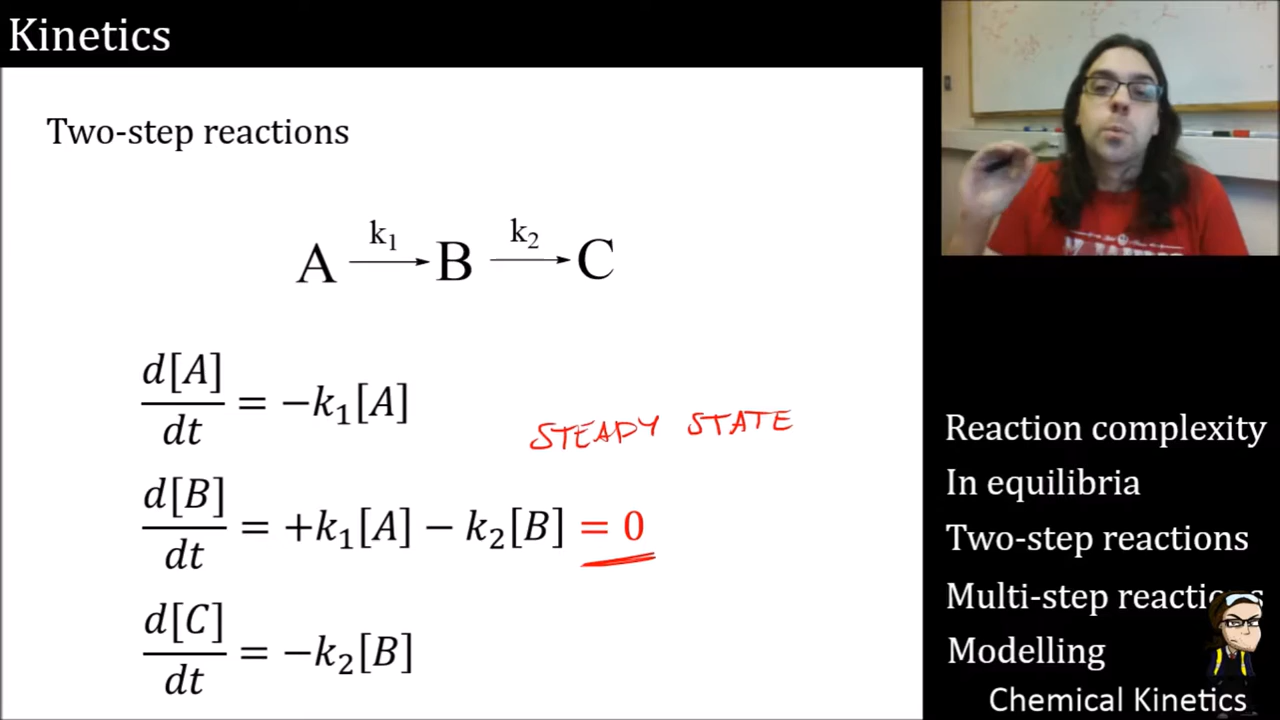 Kinetics
Two-step reactions
A →(k₁) B →(k₂) C
d[A]/dt = −k₁[A]
STEADY STATE
d[B]/dt = +k₁[A] − k₂[B] = 0
d[C]/dt = −k₂[B]
Reaction complexity
In equilibria
Two-step reactions
Multi-step reactions
Modelling
Chemical Kinetics